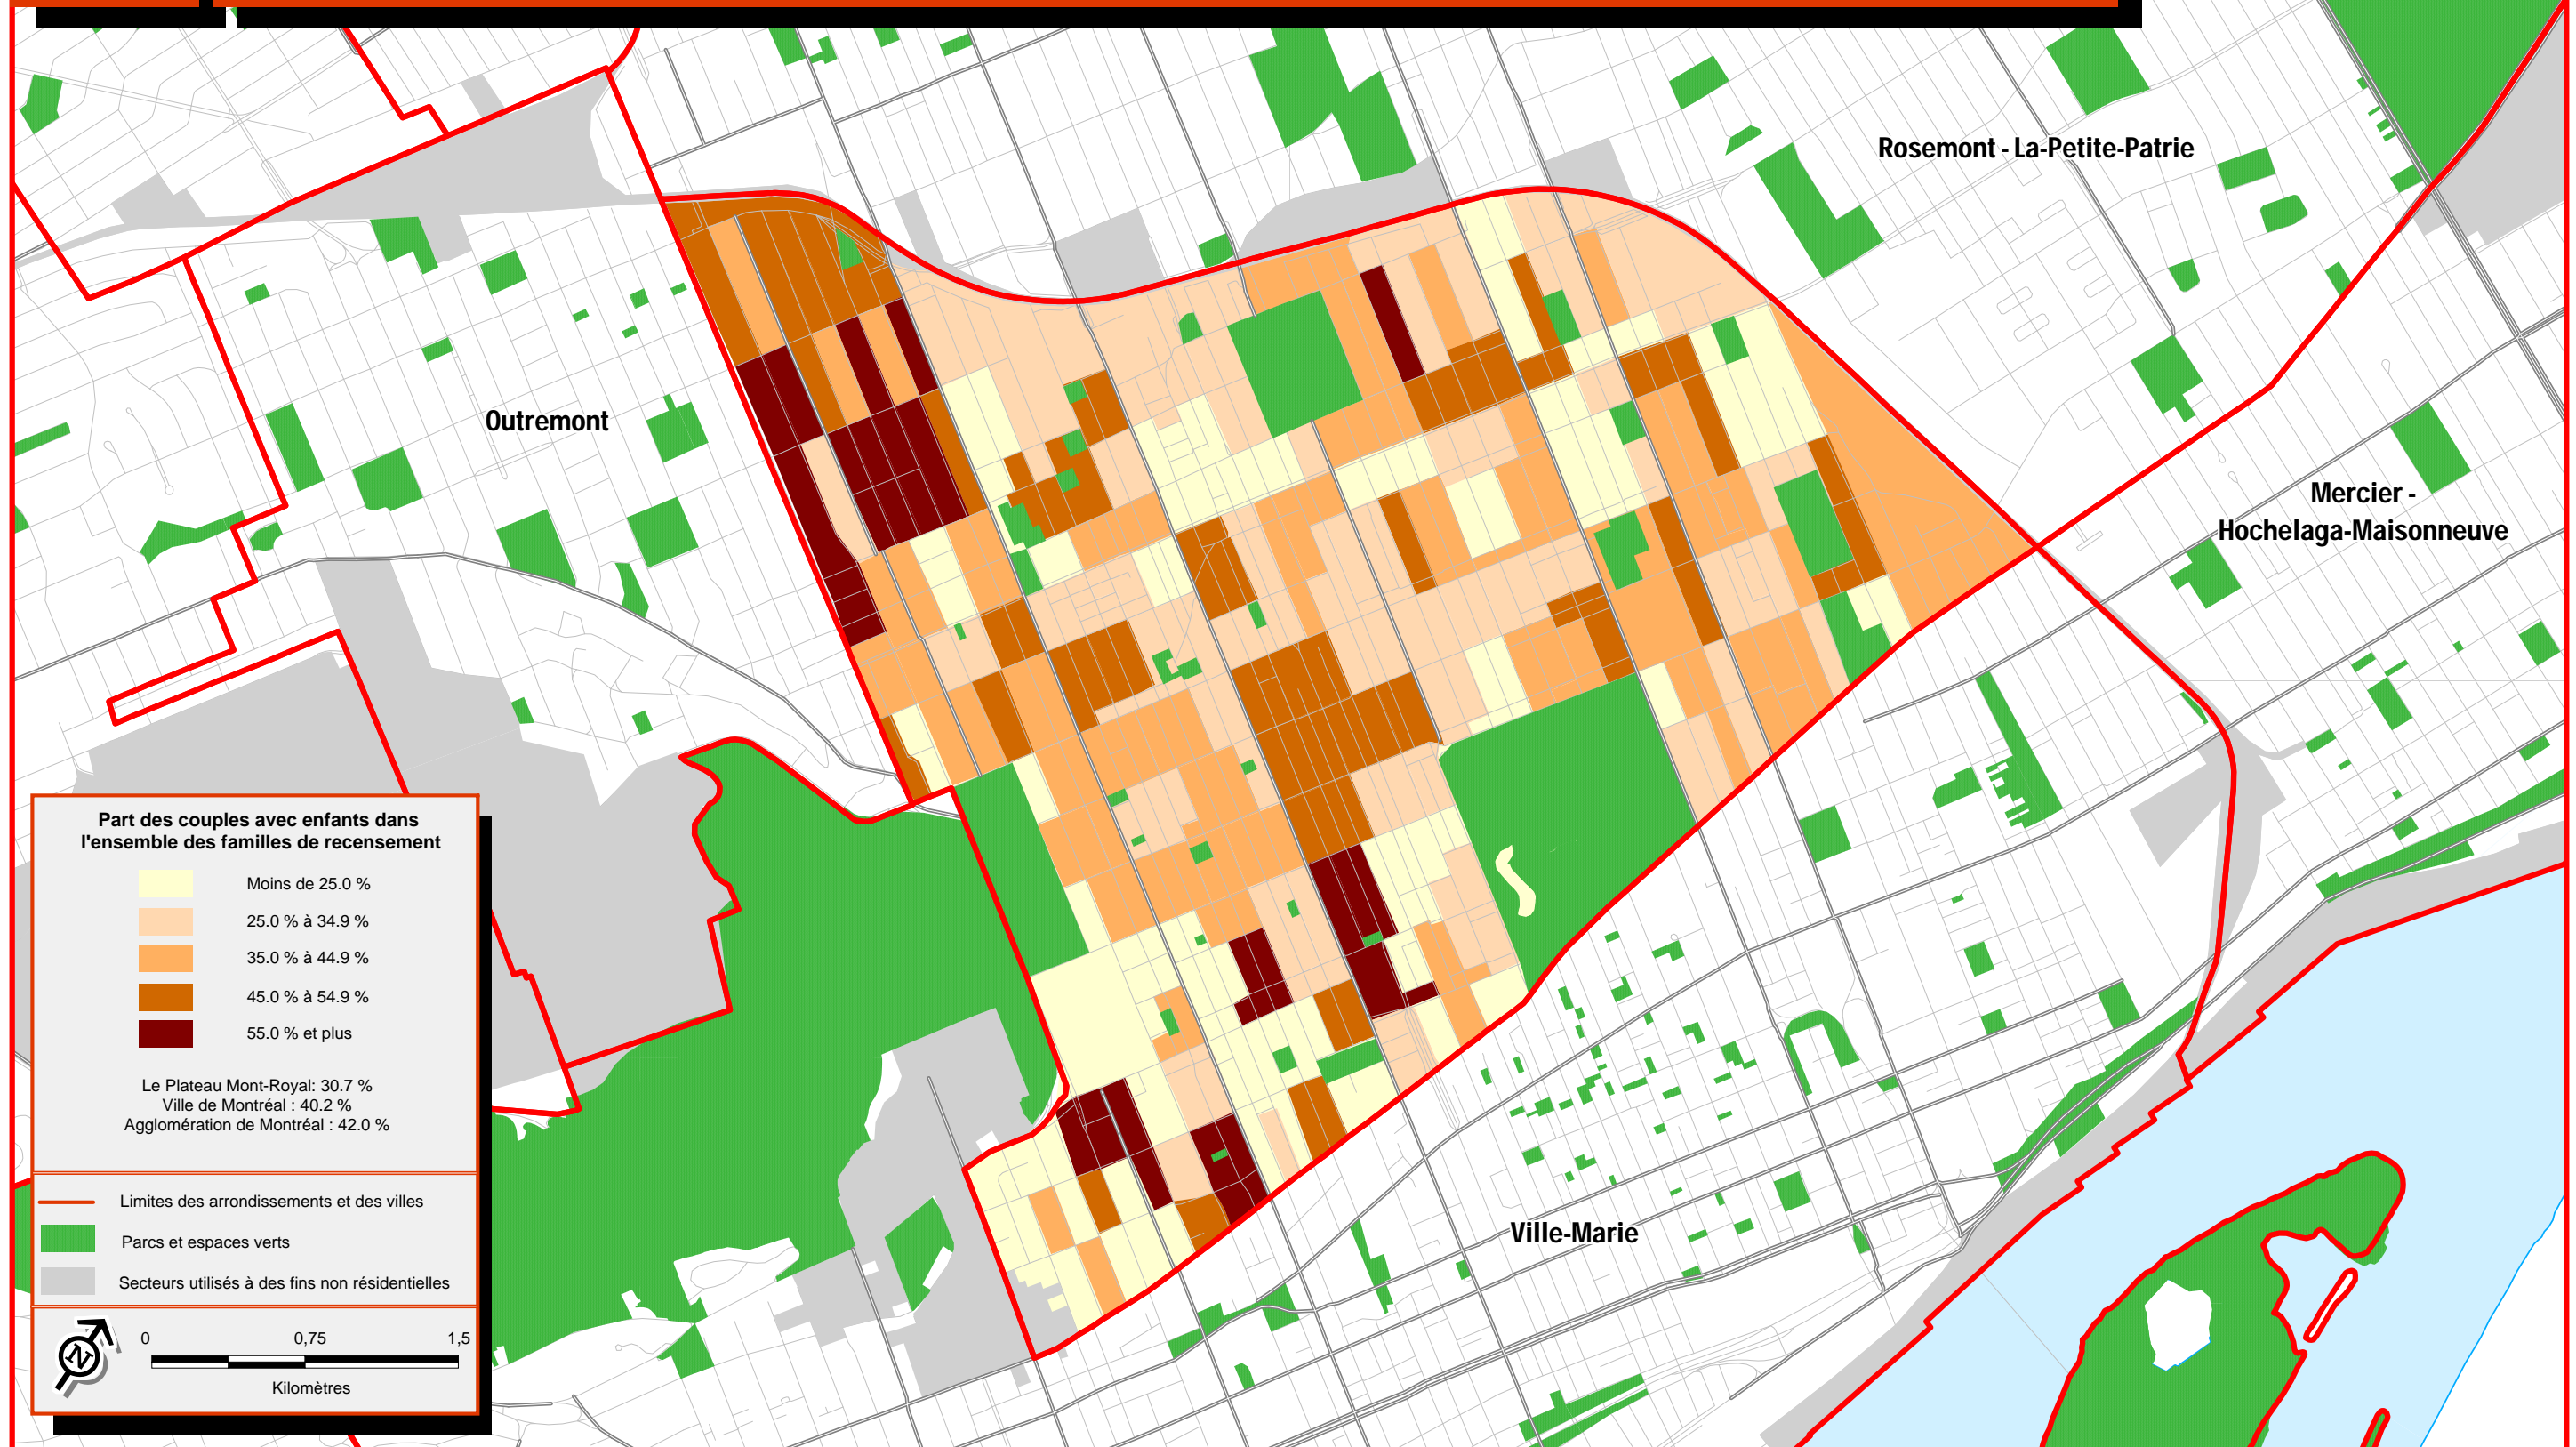 Rosemont - La-Petite-Patrie
Outremont
Mercier -
Hochelaga-Maisonneuve
Ville-Marie
Part des couples avec enfants dans
l'ensemble des familles de recensement
Moins de 25.0 %
25.0 % à 34.9 %
35.0 % à 44.9 %
45.0 % à 54.9 %
55.0 % et plus
Le Plateau Mont-Royal: 30.7 %
Ville de Montréal : 40.2 %
Agglomération de Montréal : 42.0 %
Limites des arrondissements et des villes
Parcs et espaces verts
Secteurs utilisés à des fins non résidentielles
N
0 0,75 1,5
Kilomètres